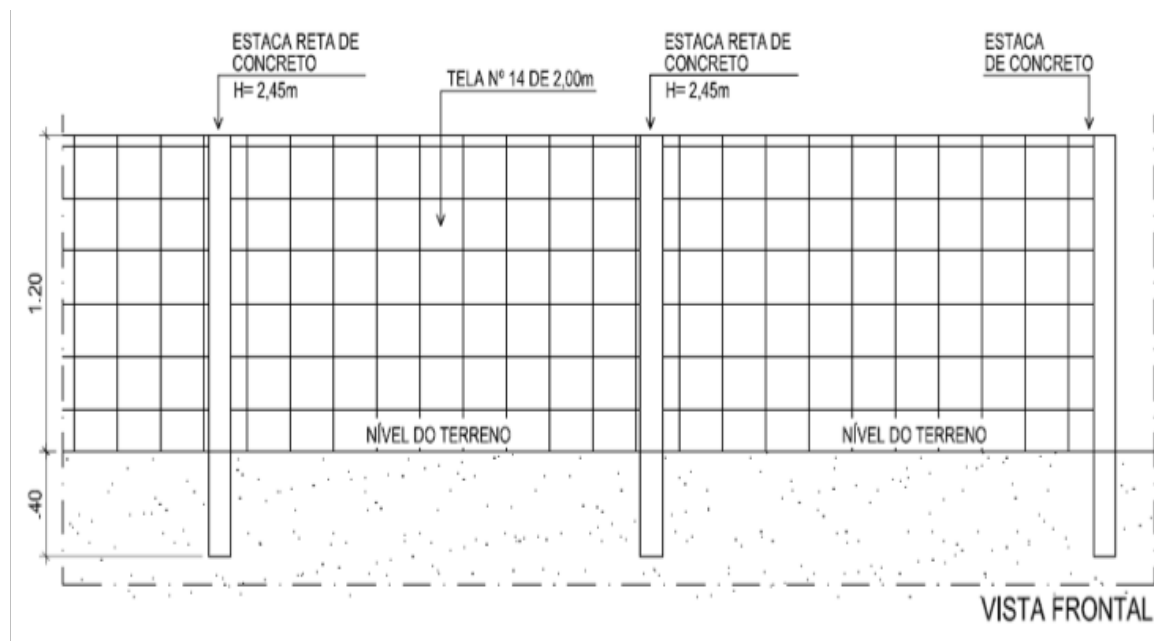 ESTACA RETA DE
CONCRETO
H= 2,45m
TELA Nº 14 DE 2,00m
ESTACA RETA DE
CONCRETO
H= 2,45m
ESTACA
DE CONCRETO
1.20
NÍVEL DO TERRENO
NÍVEL DO TERRENO
.40
VISTA FRONTAL